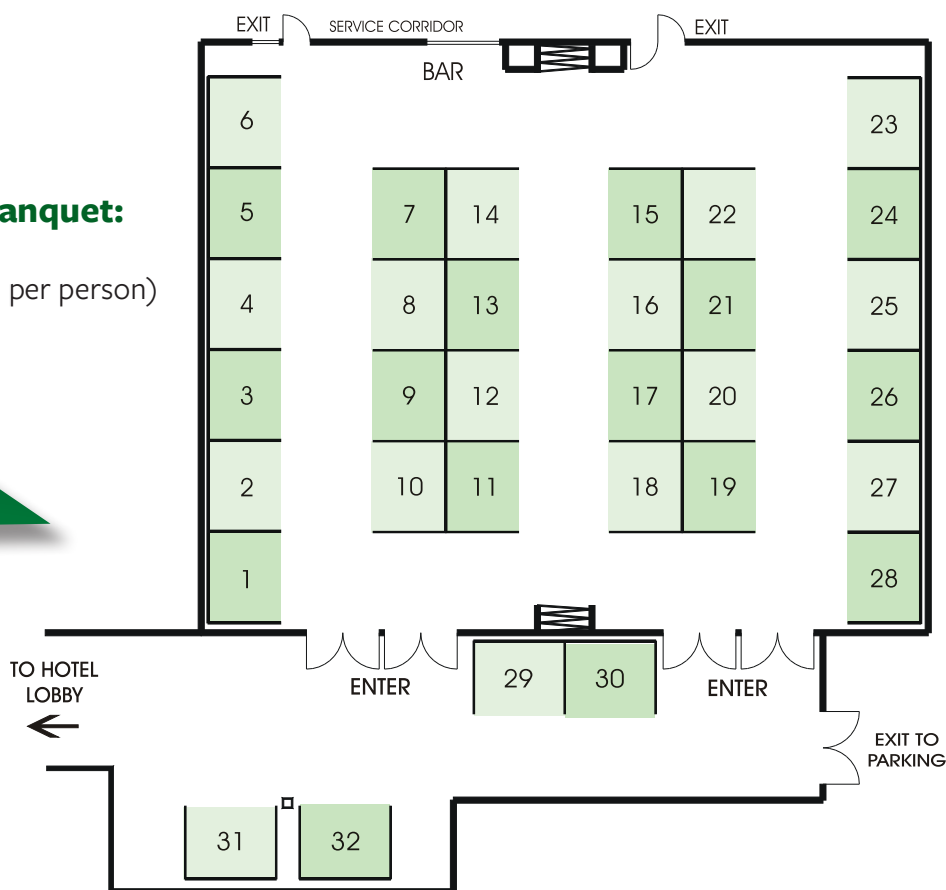 EXIT
SERVICE CORRIDOR
EXIT
BAR
6
23
anquet:
5
7
14
15
22
24
per person)
4
8
13
16
21
25
3
9
12
17
20
26
2
10
11
18
19
27
1
28
TO HOTEL
LOBBY
ENTER
29
30
ENTER
EXIT TO
PARKING
31
32